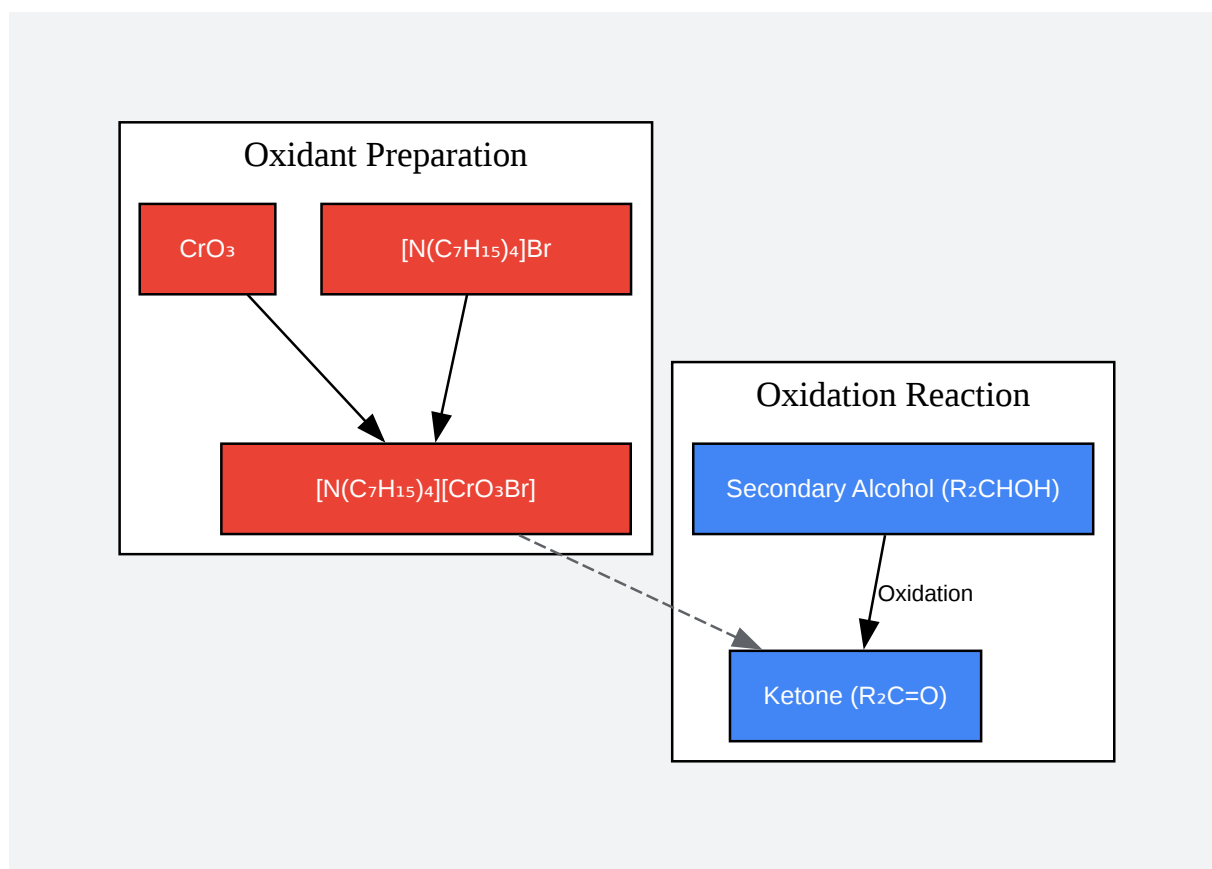 Oxidant Preparation
CrO₃
[N(C₇H₁₅)₄]Br
[N(C₇H₁₅)₄][CrO₃Br]
Oxidation Reaction
Secondary Alcohol (R₂CHOH)
Oxidation
Ketone (R₂C=O)